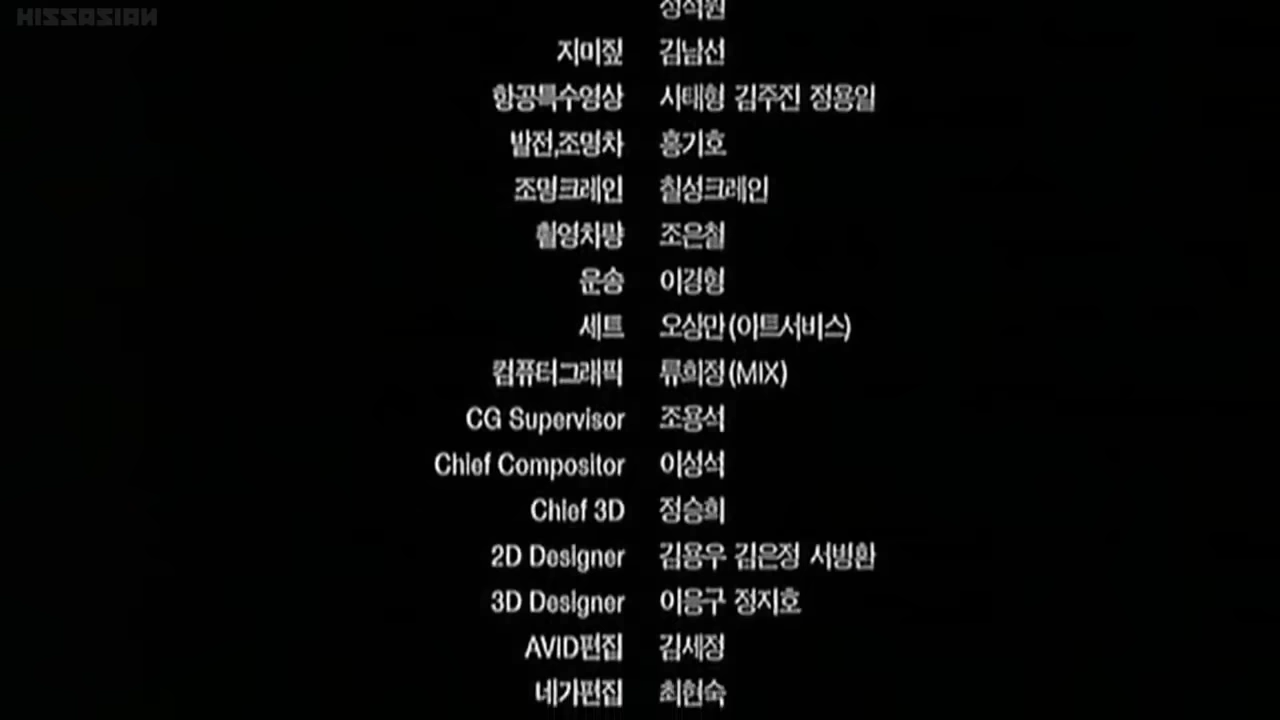 HISSASIAN
정석원
지미짚 김남선
항공특수영상 시태형 김주진 정용일
발전,조명차 홍기호
조명크레인 칠성크레인
촬영차량 조은철
운송 이경형
세트 오상만(아트서비스)
컴퓨터그래픽 류희정(MIX)
CG Supervisor 조용석
Chief Compositor 이성석
Chief 3D 정승희
2D Designer 김용우 김은정 서병환
3D Designer 이응구 정지호
AVID편집 김세정
네가편집 최현숙